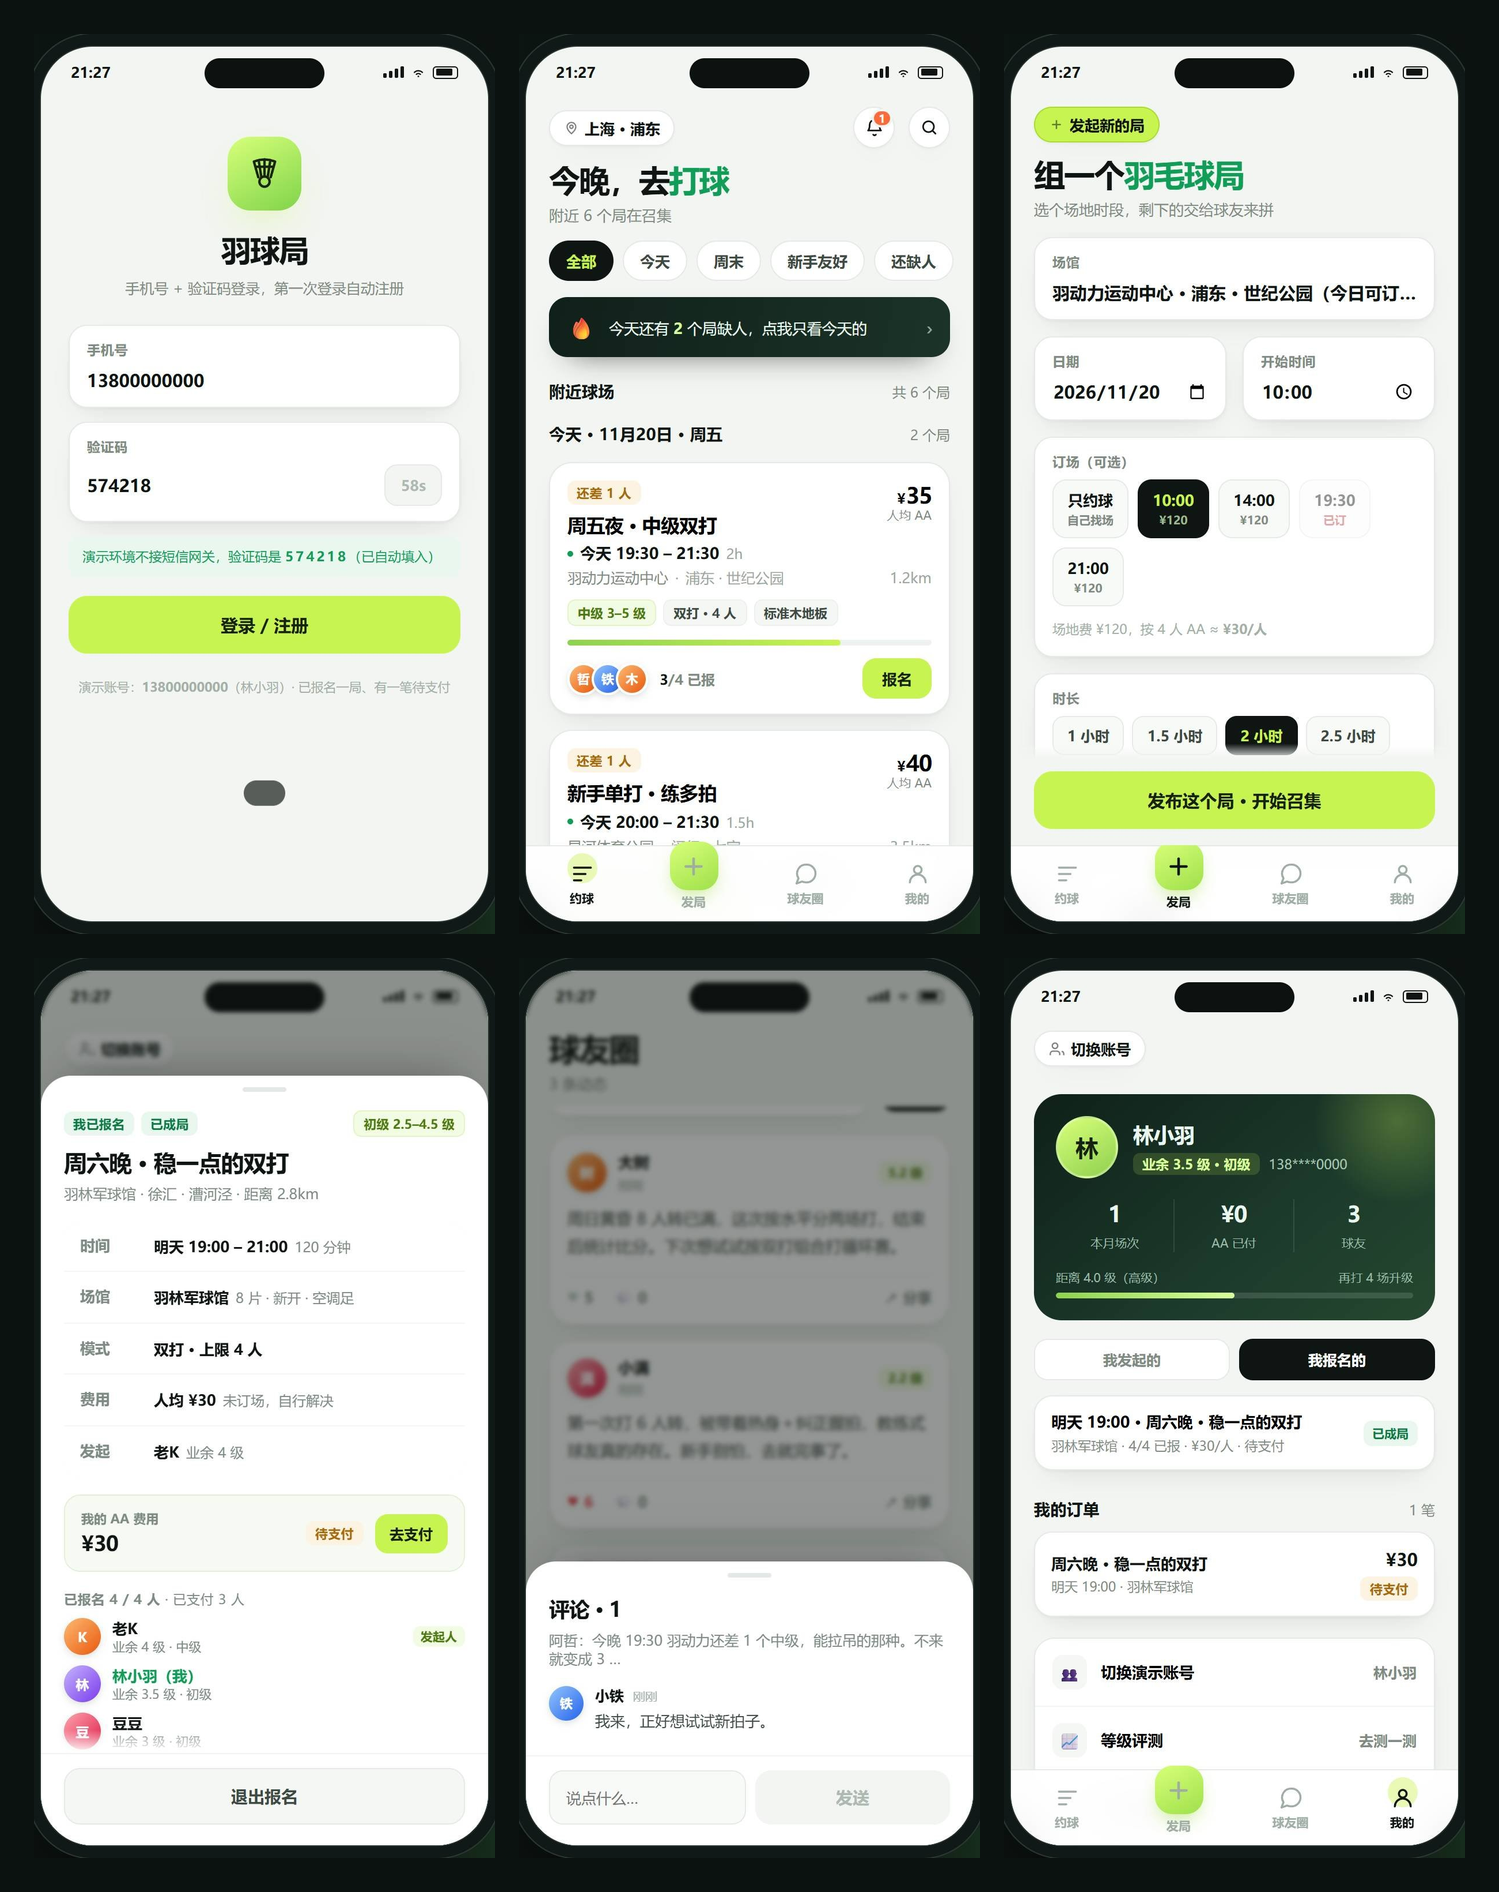 21:27
羽球局
手机号 + 验证码登录，第一次登录自动注册
手机号
13800000000
验证码
574218
58s
演示环境不接短信网关，验证码是 574218（已自动填入）
登录 / 注册
演示账号：13800000000（林小羽）· 已报名一局、有一笔待支付
21:27
上海 • 浦东
1
今晚，去打球
附近 6 个局在召集
全部
今天
周末
新手友好
还缺人
今天还有 2 个局缺人，点我只看今天的
附近球场
共 6 个局
今天 • 11月20日 • 周五
2 个局
还差 1 人
¥35
人均 AA
周五夜 • 中级双打
今天 19:30 – 21:30 2h
羽动力运动中心 · 浦东 · 世纪公园
1.2km
中级 3–5 级
双打 • 4 人
标准木地板
哲
铁
木
3/4 已报
报名
还差 1 人
¥40
人均 AA
新手单打 • 练多拍
今天 20:00 – 21:30 1.5h
约球
发局
球友圈
我的
21:27
+ 发起新的局
组一个羽毛球局
选个场地时段，剩下的交给球友来拼
场馆
羽动力运动中心 • 浦东 • 世纪公园（今日可订...
日期
2026/11/20
开始时间
10:00
订场（可选）
只约球
自己找场
10:00
¥120
14:00
¥120
19:30
已订
21:00
¥120
场地费 ¥120，按 4 人 AA ≈ ¥30/人
时长
1 小时
1.5 小时
2 小时
2.5 小时
发布这个局 • 开始召集
约球
发局
球友圈
我的
21:27
切换账号
我已报名
已成局
初级 2.5–4.5 级
周六晚 • 稳一点的双打
羽林军球馆 · 徐汇 · 漕河泾 · 距离 2.8km
时间
明天 19:00 – 21:00 120 分钟
场馆
羽林军球馆 8 片 · 新开 · 空调足
模式
双打 • 上限 4 人
费用
人均 ¥30 未订场，自行解决
发起
老K 业余 4 级
我的 AA 费用
¥30
待支付
去支付
已报名 4 / 4 人 · 已支付 3 人
K
老K
业余 4 级 · 中级
发起人
林
林小羽（我）
业余 3.5 级 · 初级
豆
豆豆
业余 3 级 · 初级
退出报名
21:27
球友圈
3 条动态
评论 • 1
阿哲：今晚 19:30 羽动力还差 1 个中级，能拉吊的那种。不来
就变成 3 ...
铁
小铁 刚刚
我来，正好想试试新拍子。
说点什么...
发送
21:27
切换账号
林
林小羽
业余 3.5 级 • 初级
138****0000
1
本月场次
¥0
AA 已付
3
球友
距离 4.0 级（高级）
再打 4 场升级
我发起的
我报名的
明天 19:00 • 周六晚 • 稳一点的双打
羽林军球馆 · 4/4 已报 · ¥30/人 · 待支付
已成局
我的订单
1 笔
周六晚 • 稳一点的双打
明天 19:00 · 羽林军球馆
¥30
待支付
切换演示账号
林小羽
等级评测
去测一测
约球
发局
球友圈
我的